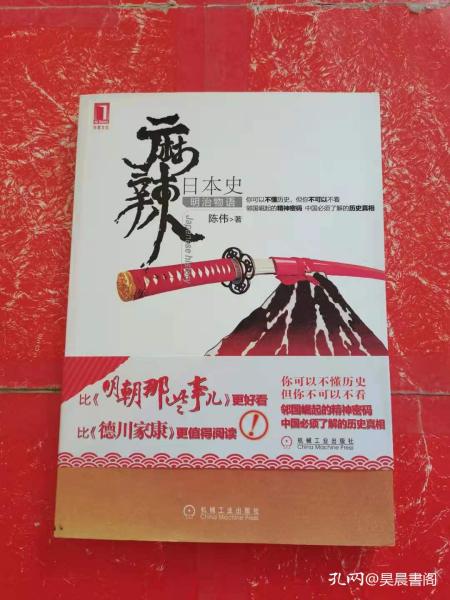 华章文化
麻辣
日本史
明治物语
Japanese history
陈伟>著
你可以不懂历史，但你不可以不看
邻国崛起的精神密码 中国必须了解的历史真相
比《明朝那些事儿》更好看
比《德川家康》更值得阅读
!
你可以不懂历史
但你不可以不看
邻国崛起的精神密码
中国必须了解的历史真相
机械工业出版社
China Machine Press
机械工业出版社
China Machine Press
孔网@昊晨書阁